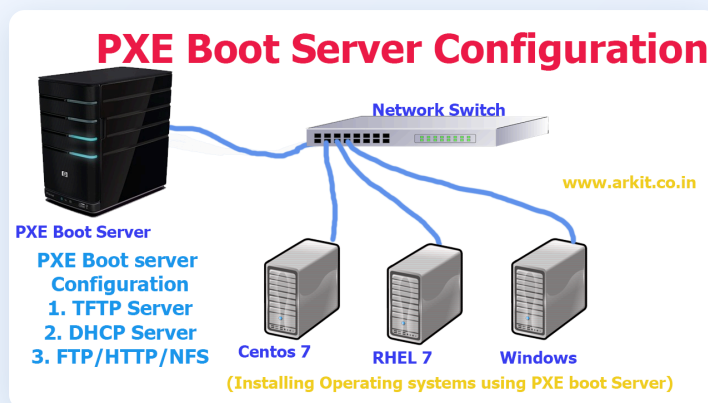 PXE Boot Server Configuration
Network Switch
www.arkit.co.in
PXE Boot Server
PXE Boot server
Configuration
1. TFTP Server
2. DHCP Server
3. FTP/HTTP/NFS
Centos 7
RHEL 7
Windows
(Installing Operating systems using PXE boot Server)